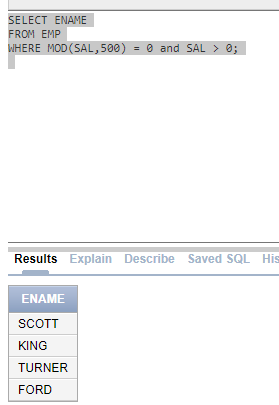 SELECT ENAME
FROM EMP
WHERE MOD(SAL,500) = 0 and SAL > 0;
Results Explain Describe Saved SQL His
ENAME
SCOTT
KING
TURNER
FORD